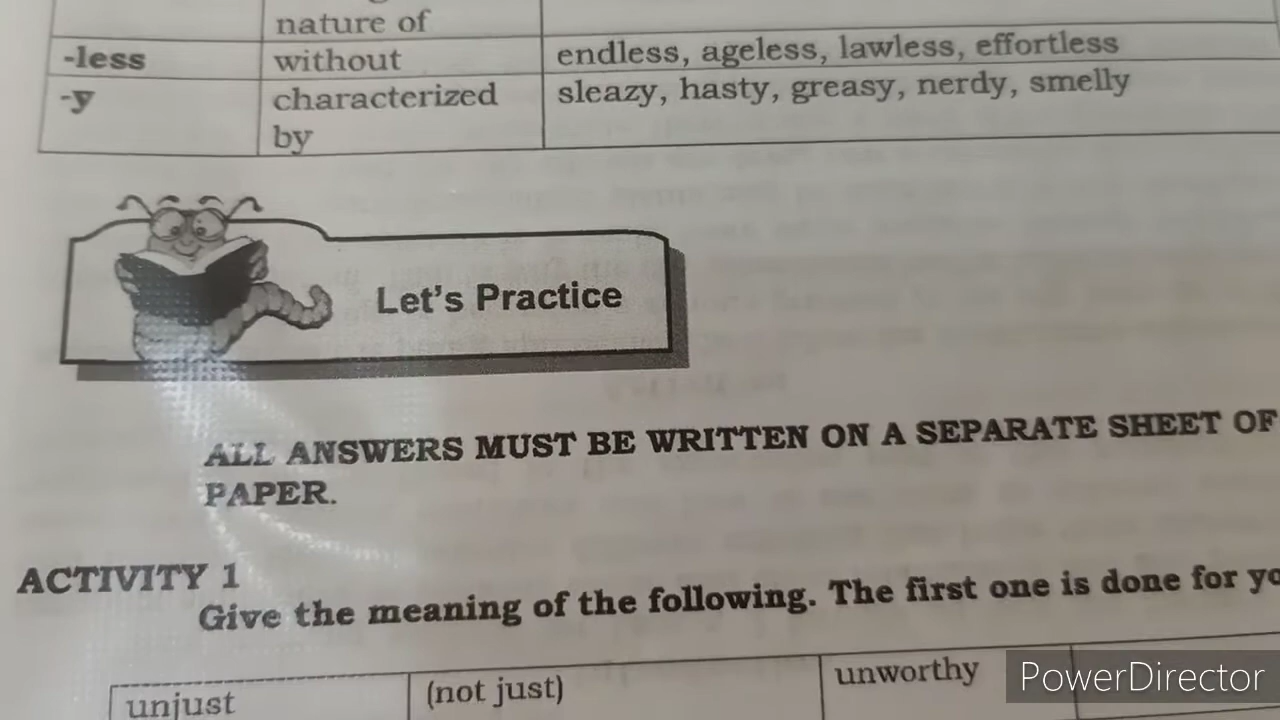 nature of
-less without endless, ageless, lawless, effortless
-y characterized sleazy, hasty, greasy, nerdy, smelly
by
Let's Practice
ALL ANSWERS MUST BE WRITTEN ON A SEPARATE SHEET OF
PAPER.
ACTIVITY 1
Give the meaning of the following. The first one is done for yo
unjust (not just) unworthy
PowerDirector